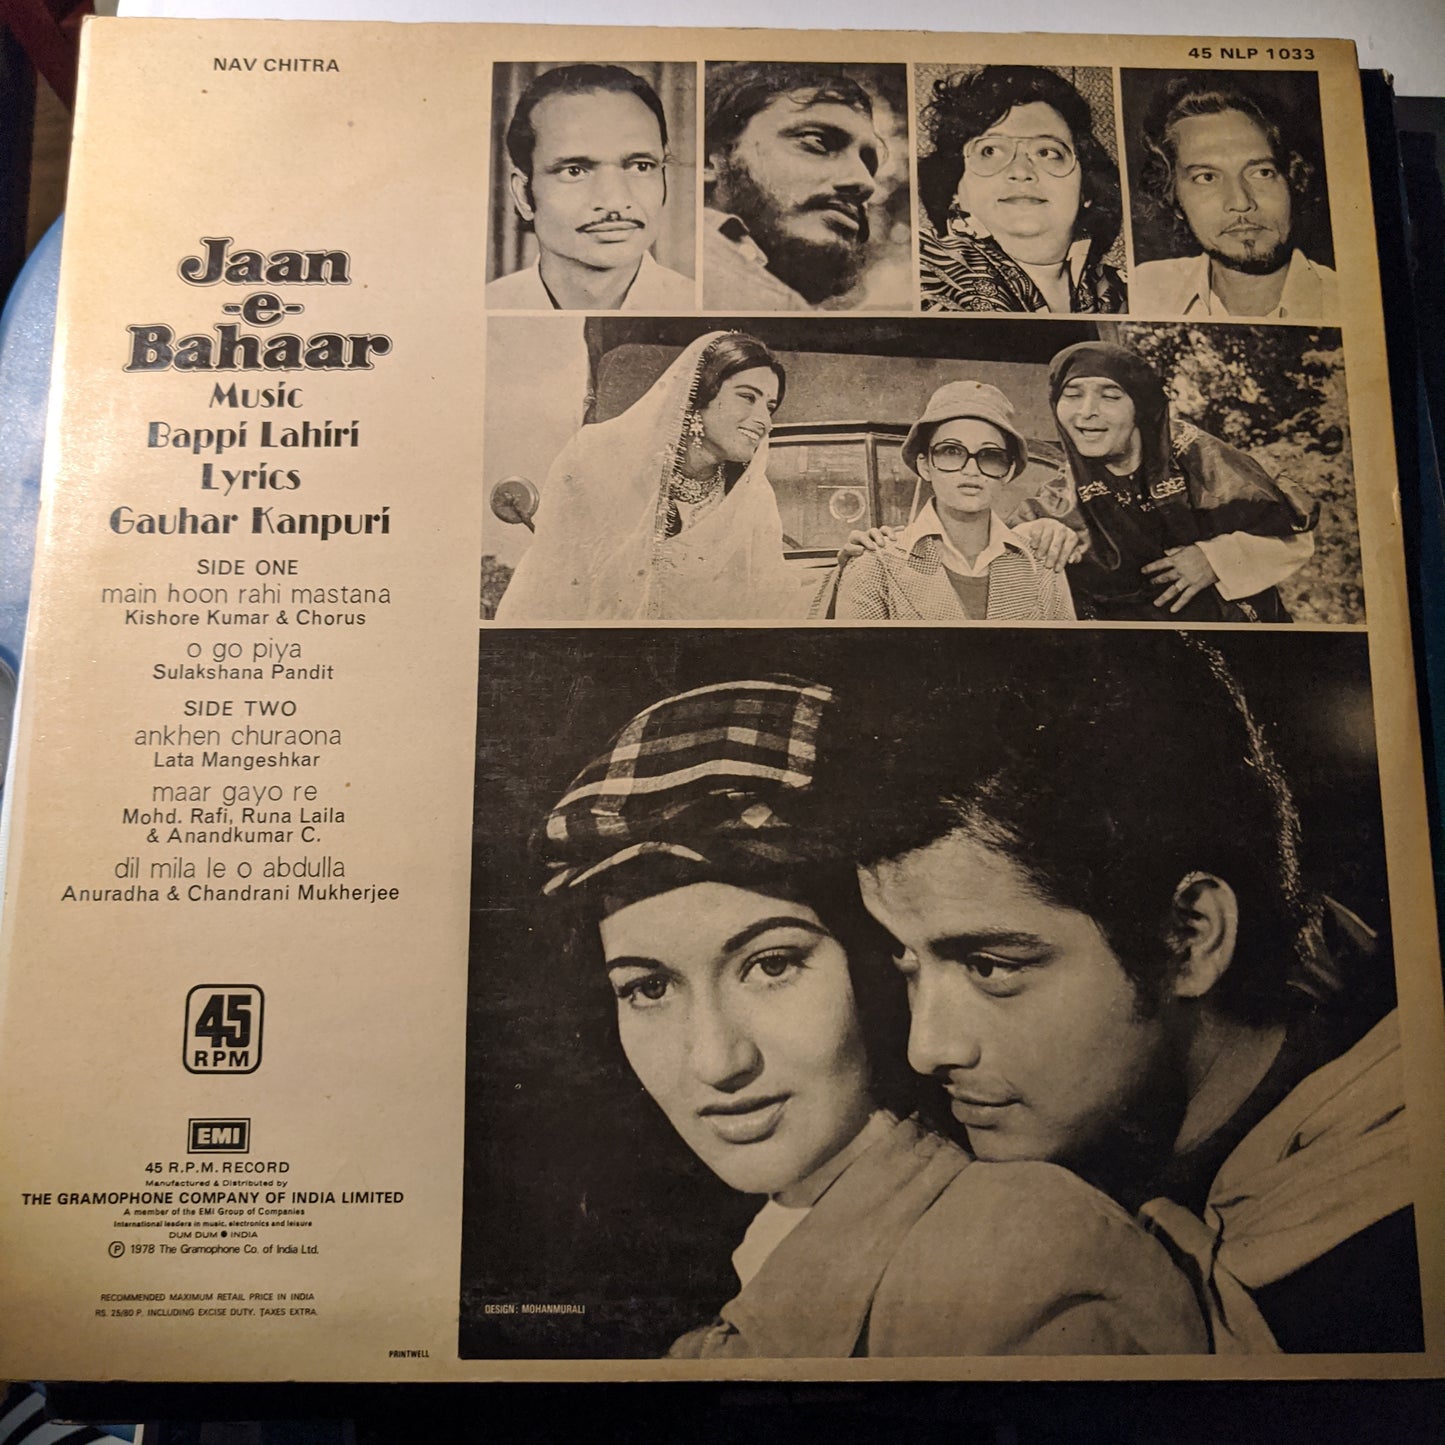 NAV CHITRA
45 NLP 1033
Jaan
-e-
Bahaar
Music
Bappi Lahiri
Lyrics
Gauhar Kanpuri
SIDE ONE
main hoon rahi mastana
Kishore Kumar & Chorus
o go piya
Sulakshana Pandit
SIDE TWO
ankhen churaona
Lata Mangeshkar
maar gayo re
Mohd. Rafi, Runa Laila
& Anandkumar C.
dil mila le o abdulla
Anuradha & Chandrani Mukherjee
45
RPM
EMI
45 R.P.M. RECORD
Manufactured & Distributed by
THE GRAMOPHONE COMPANY OF INDIA LIMITED
A member of the EMI Group of Companies
International leaders in music, electronics and leisure
DUM DUM ● INDIA
Ⓟ 1978 The Gramophone Co. of India Ltd.
RECOMMENDED MAXIMUM RETAIL PRICE IN INDIA
RS. 25/80 P. INCLUDING EXCISE DUTY. TAXES EXTRA.
PRINTWELL
DESIGN: MOHANMURALI